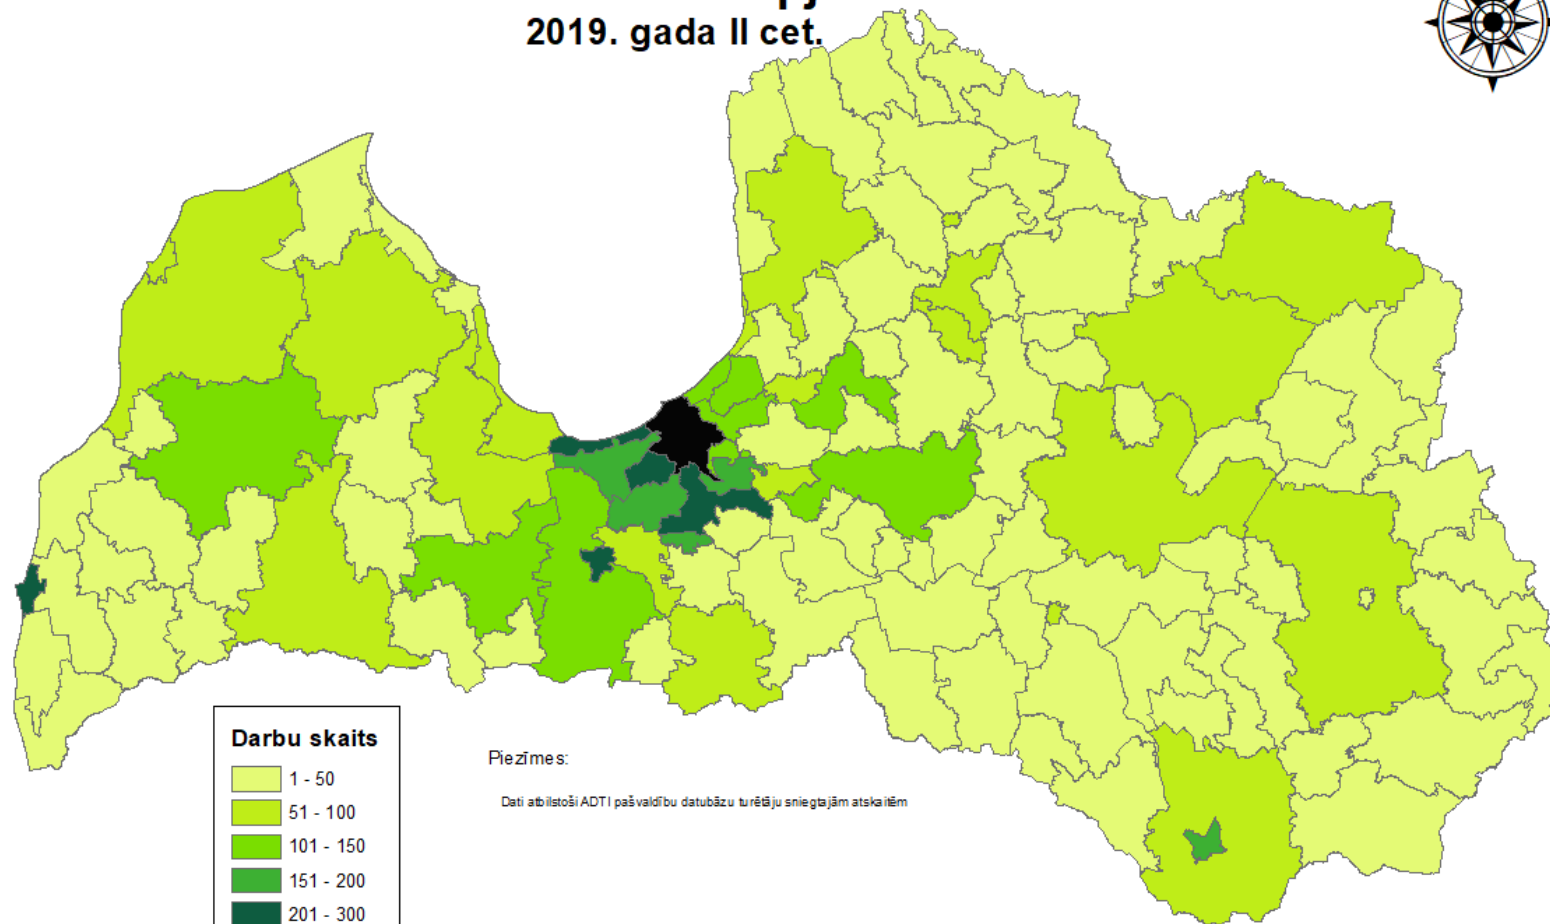 2019. gada II cet.
Darbu skaits
1 - 50
51 - 100
101 - 150
151 - 200
201 - 300
Piezīmes:
Dati atbilstoši ADTI pašvaldību datubāzu turētāju sniegtajām atskaitēm